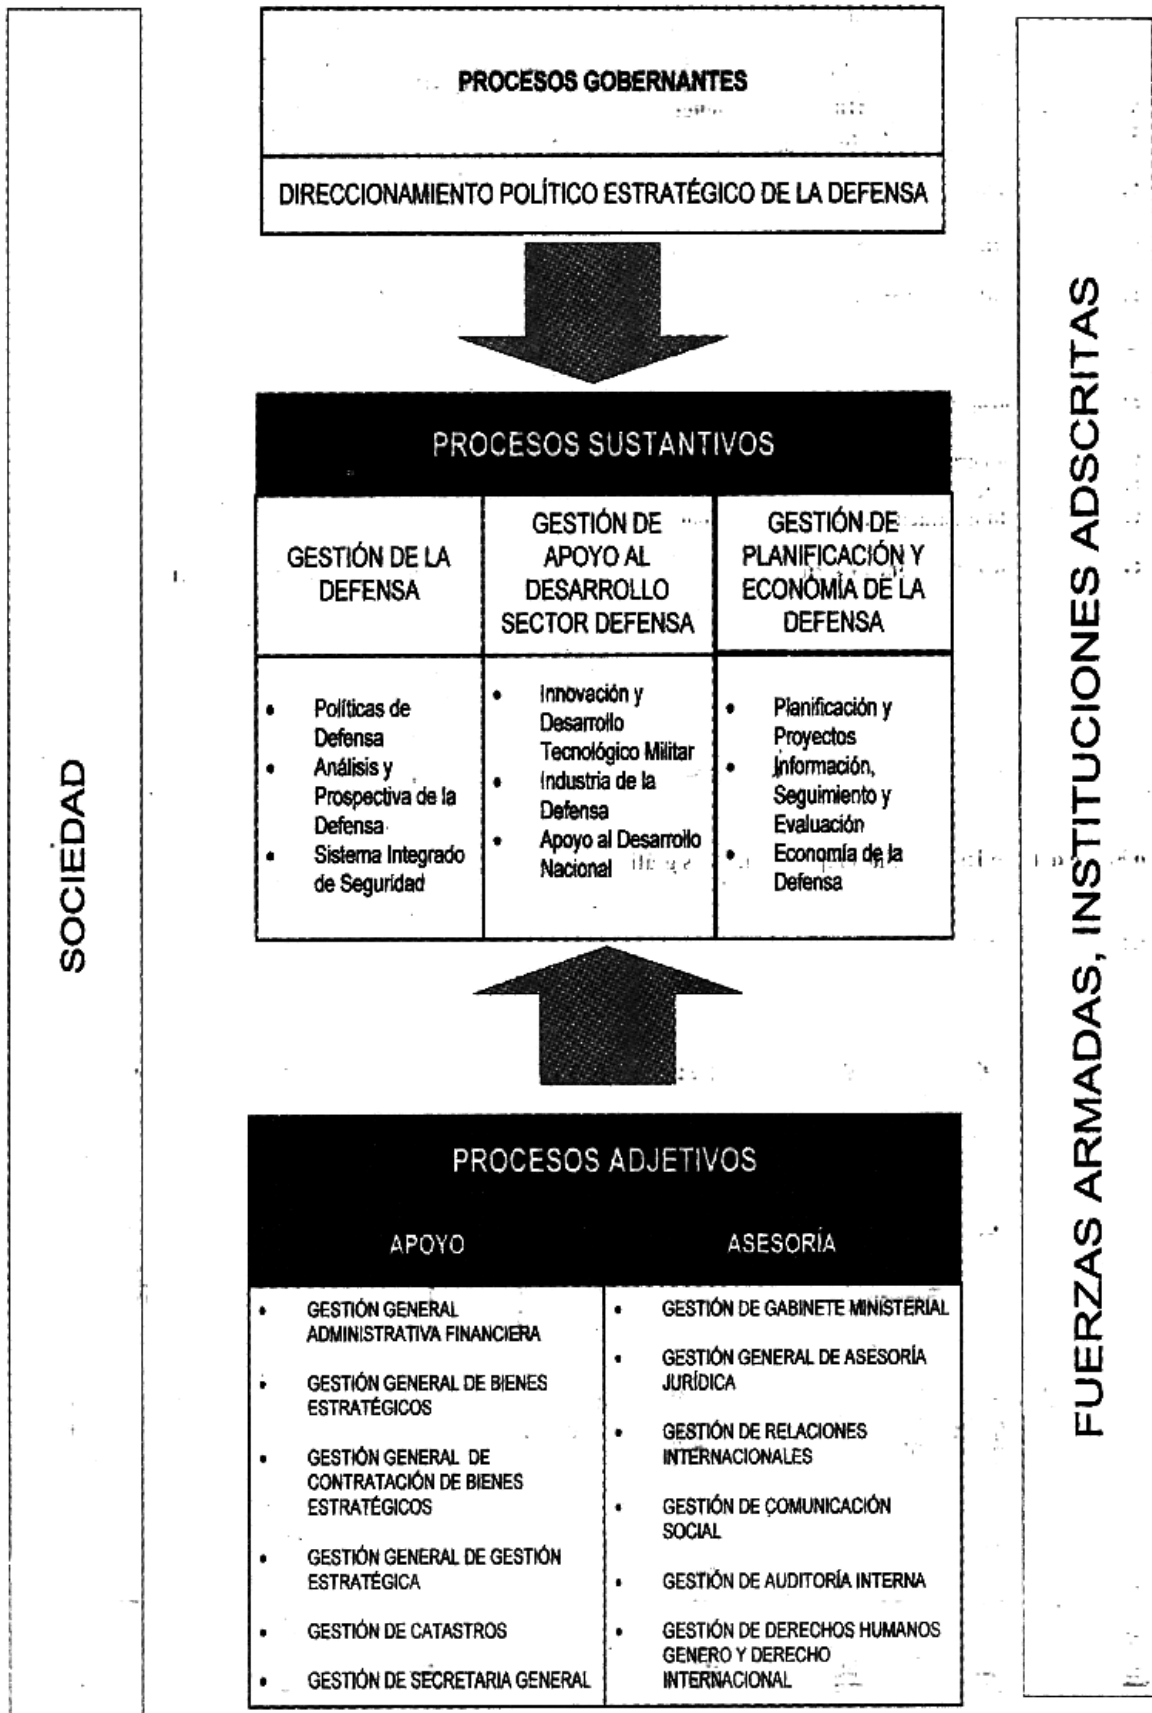 PROCESOS GOBERNANTES
DIRECCIONAMIENTO POLÍTICO ESTRATÉGICO DE LA DEFENSA
PROCESOS SUSTANTIVOS
GESTIÓN DE LA
DEFENSA
GESTIÓN DE
APOYO AL
DESARROLLO
SECTOR DEFENSA
GESTIÓN DE
PLANIFICACIÓN Y
ECONOMÍA DE LA
DEFENSA
• Políticas de
Defensa
• Análisis y
Prospectiva de la
Defensa
• Sistema Integrado
de Seguridad
• Innovación y
Desarrollo
Tecnológico Militar
• Industria de la
Defensa
• Apoyo al Desarrollo
Nacional
• Planificación y
Proyectos
• Información,
Seguimiento y
Evaluación
• Economía de la
Defensa
PROCESOS ADJETIVOS
APOYO
ASESORÍA
• GESTIÓN GENERAL
ADMINISTRATIVA FINANCIERA
• GESTIÓN GENERAL DE BIENES
ESTRATÉGICOS
• GESTIÓN GENERAL DE
CONTRATACIÓN DE BIENES
ESTRATÉGICOS
• GESTIÓN GENERAL DE GESTIÓN
ESTRATÉGICA
• GESTIÓN DE CATASTROS
• GESTIÓN DE SECRETARIA GENERAL
• GESTIÓN DE GABINETE MINISTERIAL
• GESTIÓN GENERAL DE ASESORÍA
JURÍDICA
• GESTIÓN DE RELACIONES
INTERNACIONALES
• GESTIÓN DE COMUNICACIÓN
SOCIAL
• GESTIÓN DE AUDITORÍA INTERNA
• GESTIÓN DE DERECHOS HUMANOS
GENERO Y DERECHO
INTERNACIONAL
SOCIEDAD
FUERZAS ARMADAS, INSTITUCIONES ADSCRITAS